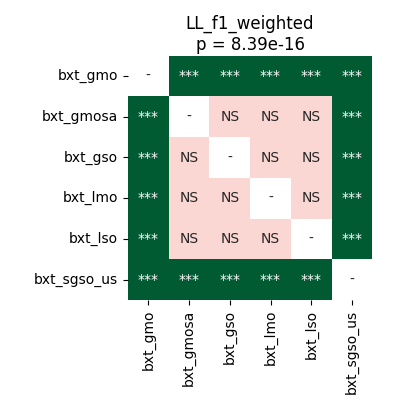 LL_f1_weighted
p = 8.39e-16
bxt_gmo - *** *** *** *** ***
bxt_gmosa *** - NS NS NS ***
bxt_gso *** NS - NS NS ***
bxt_lmo *** NS NS - NS ***
bxt_lso *** NS NS NS - ***
bxt_sgso_us *** *** *** *** *** -
bxt_gmo
bxt_gmosa
bxt_gso
bxt_lmo
bxt_lso
bxt_sgso_us